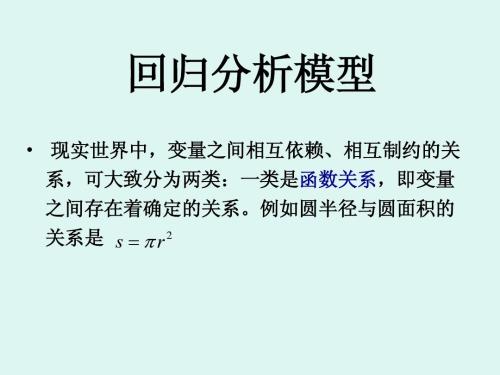 回归分析模型
• 现实世界中，变量之间相互依赖、相互制约的关
系，可大致分为两类：一类是函数关系，即变量
之间存在着确定的关系。例如圆半径与圆面积的
关系是 s = πr²